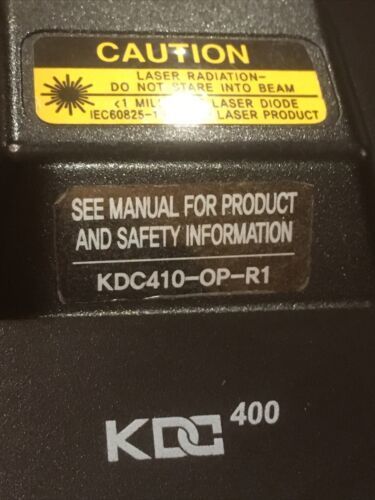 CAUTION
LASER RADIATION-
DO NOT STARE INTO BEAM
<1 LASER DIODE
IEC60825-1 LASER PRODUCT
SEE MANUAL FOR PRODUCT
AND SAFETY INFORMATION
KDC410-OP-R1
KDC 400